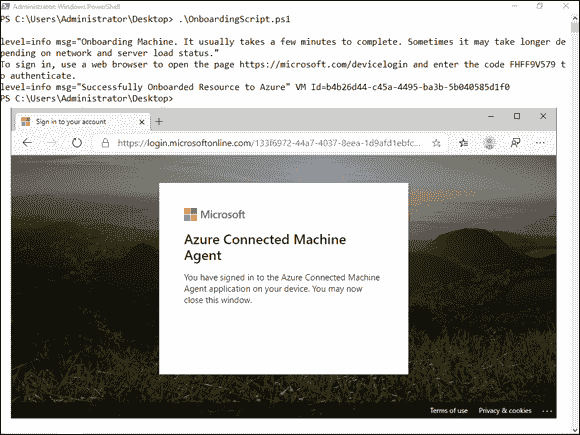 Administrator: Windows PowerShell
PS C:\Users\Administrator\Desktop> .\OnboardingScript.ps1
level=info msg="Onboarding Machine. It usually takes a few minutes to complete. Sometimes it may take longer de
pending on network and server load status."
To sign in, use a web browser to open the page https://microsoft.com/devicelogin and enter the code FHFF9V579 t
o authenticate.
level=info msg="Successfully Onboarded Resource to Azure" VM Id=b4b26d44-c45a-4495-ba3b-5b040585d1f0
PS C:\Users\Administrator\Desktop>
Sign in to your account
https://login.microsoftonline.com/133f6972-44a7-4037-8eea-1d9afd1ebfc...
Microsoft
Azure Connected Machine
Agent
You have signed in to the Azure Connected Machine
Agent application on your device. You may now
close this window.
Terms of use Privacy & cookies ...